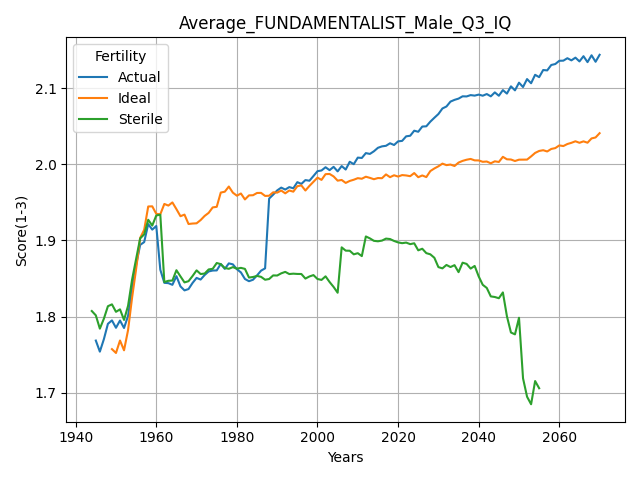 Average_FUNDAMENTALIST_Male_Q3_IQ
Fertility
Actual
Ideal
Sterile
Score(1-3)
2.1
2.0
1.9
1.8
1.7
1940 1960 1980 2000 2020 2040 2060
Years